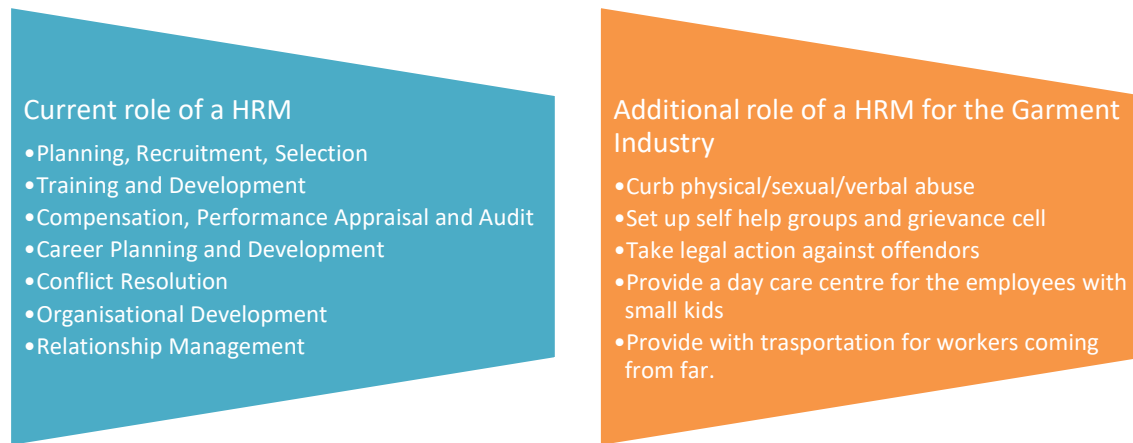 Current role of a HRM
•Planning, Recruitment, Selection
•Training and Development
•Compensation, Performance Appraisal and Audit
•Career Planning and Development
•Conflict Resolution
•Organisational Development
•Relationship Management
Additional role of a HRM for the Garment
Industry
•Curb physical/sexual/verbal abuse
•Set up self help groups and grievance cell
•Take legal action against offendors
•Provide a day care centre for the employees with
small kids
•Provide with trasportation for workers coming
from far.